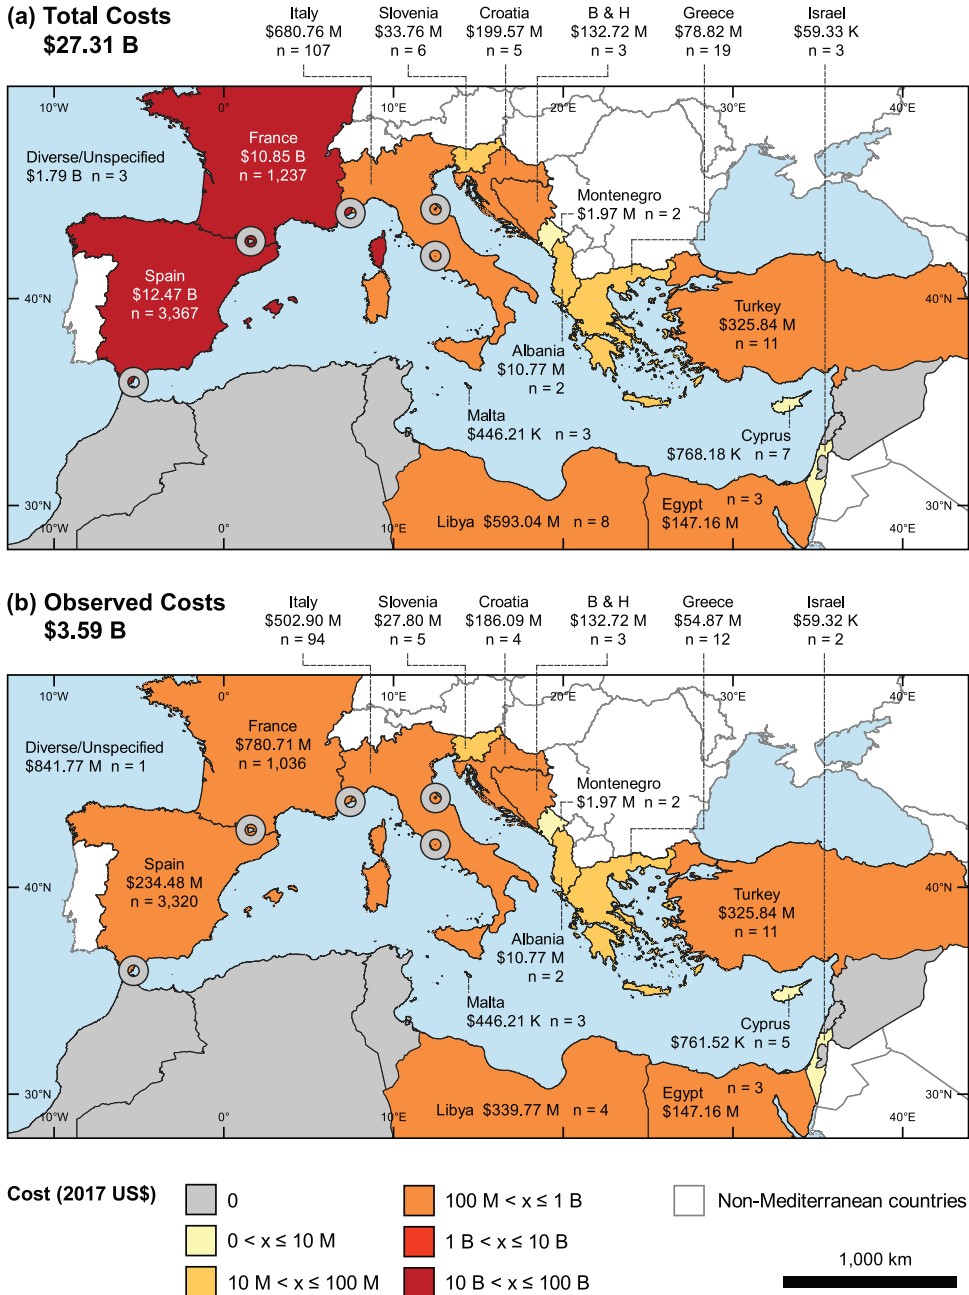 (a) Total Costs
$27.31 B
Italy
$680.76 M
n = 107
Slovenia
$33.76 M
n = 6
Croatia
$199.57 M
n = 5
B & H
$132.72 M
n = 3
Greece
$78.82 M
n = 19
Israel
$59.33 K
n = 3
10°W
0°
10°E
20°E
30°E
40°E
France
$10.85 B
n = 1,237
Diverse/Unspecified
$1.79 B n = 3
Montenegro
$1.97 M n = 2
Spain
$12.47 B
n = 3,367
40°N
40°N
Turkey
$325.84 M
n = 11
Albania
$10.77 M
n = 2
Malta
$446.21 K n = 3
Cyprus
$768.18 K n = 7
30°N
30°N
Libya $593.04 M n = 8
Egypt n = 3
$147.16 M
10°W
0°
10°E
20°E
30°E
40°E
(b) Observed Costs
$3.59 B
Italy
$502.90 M
n = 94
Slovenia
$27.80 M
n = 5
Croatia
$186.09 M
n = 4
B & H
$132.72 M
n = 3
Greece
$54.87 M
n = 12
Israel
$59.32 K
n = 2
10°W
0°
10°E
20°E
30°E
40°E
France
$780.71 M
n = 1,036
Diverse/Unspecified
$841.77 M n = 1
Montenegro
$1.97 M n = 2
Spain
$234.48 M
n = 3,320
40°N
40°N
Turkey
$325.84 M
n = 11
Albania
$10.77 M
n = 2
Malta
$446.21 K n = 3
Cyprus
$761.52 K n = 5
30°N
30°N
Libya $339.77 M n = 4
Egypt n = 3
$147.16 M
10°W
0°
10°E
20°E
30°E
40°E
Cost (2017 US$)
0
0 < x ≤ 10 M
10 M < x ≤ 100 M
100 M < x ≤ 1 B
1 B < x ≤ 10 B
10 B < x ≤ 100 B
Non-Mediterranean countries
1,000 km